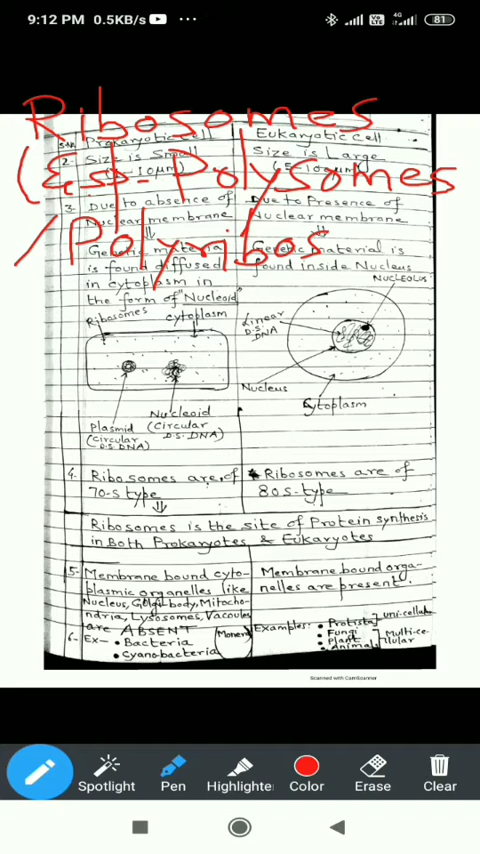 9:12 PM 0.5KB/s ... 4G 81
Ribosomes
Prokaryotic cell Eukaryotic cell
2. Size is Small Size is Large
(Esp-Polysomes
3. Due to absence of Due to Presence of
Nuclear membrane Nuclear membrane
/Polyribos
Genetic material Genetic material is
is found diffused found inside Nucleus
in cytoplasm in
the form of "Nucleoid"
NUCLEOLUS
Ribosomes cytoplasm
Linear
D.S.
DNA
Nucleus
Cytoplasm
Plasmid
(Circular
D.S. DNA)
Nucleoid
(Circular
D.S. DNA)
4. Ribosomes are of Ribosomes are of
70-S type 80S-type
Ribosomes is the site of Protein synthesis
in Both Prokaryotes & Eukaryotes
5- Membrane bound cyto- Membrane bound orga-
plasmic organelles like nelles are present.
Nucleus, Golgi body, Mitocho-
ndria, Lysosomes, Vacuoles
are ABSENT
6- Ex- • Bacteria
• Cyanobacteria
Monera
Examples: • Protista
• Fungi
• Plant
• Animals
uni-cellular
Multi-ce-
llular
Scanned with CamScanner
Spotlight Pen Highlighte Color Erase Clear